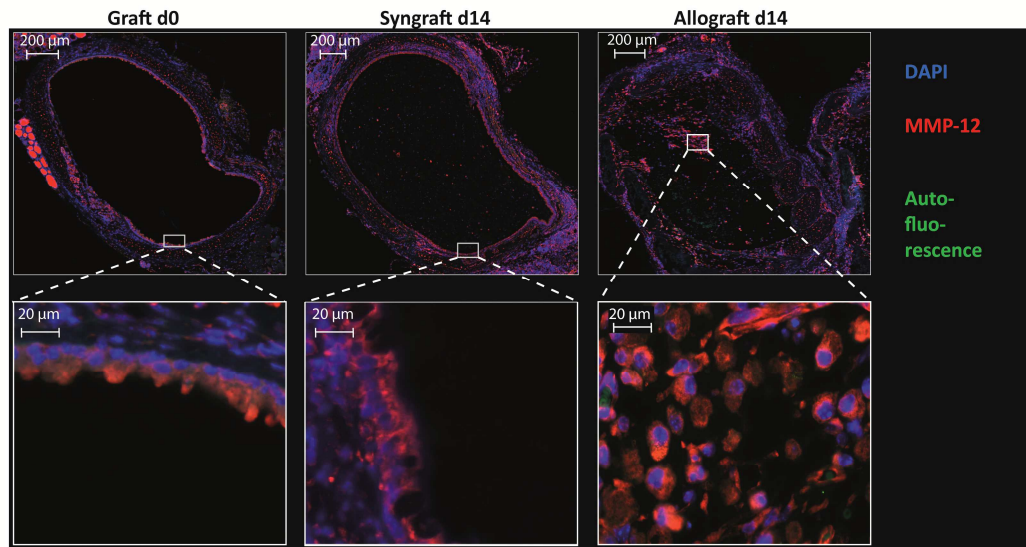 Graft d0
Syngraft d14
Allograft d14
200 µm
200 µm
200 µm
DAPI
MMP-12
Auto-
fluo-
rescence
20 µm
20 µm
20 µm